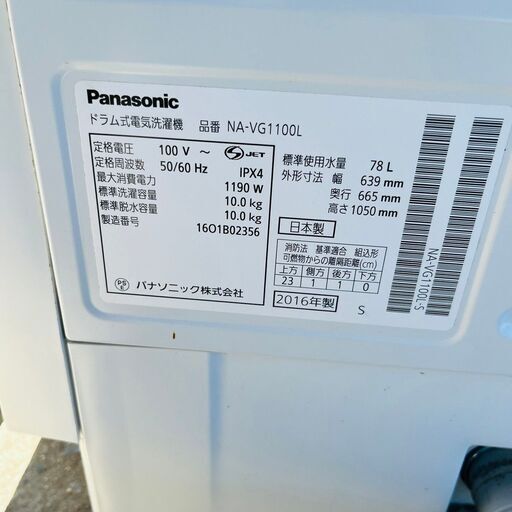 Panasonic
ドラム式電気洗濯機 品番 NA-VG1100L
定格電圧 100 V ～
定格周波数 50/60 Hz IPX4
最大消費電力 1190 W
標準洗濯容量 10.0 kg
標準脱水容量 10.0 kg
製造番号 16O1B02356
S JET
PS E
パナソニック株式会社
標準使用水量 78 L
外形寸法 幅 639 mm
奥行 665 mm
高さ 1050 mm
日本製
消防法 基準適合 組込形
可燃物からの離隔距離(cm)
上方 側方 後方 下方
23 1 1 0
2016年製
S
NA-VG1100L-S